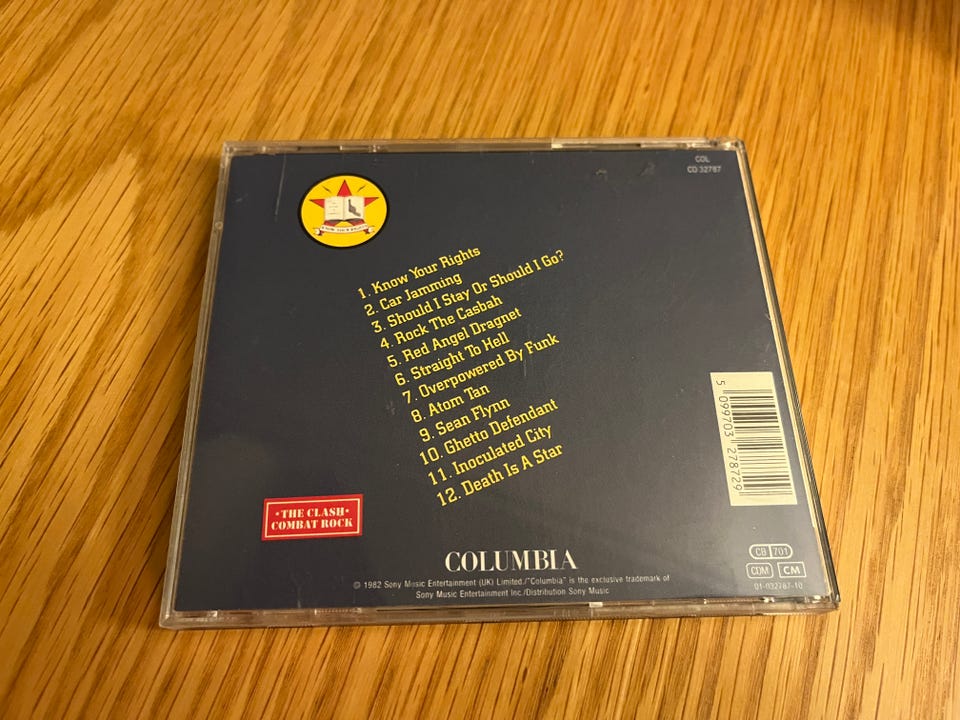 COL
CD 32787
KNOW YOUR RIGHTS
1. Know Your Rights
2. Car Jamming
3. Should I Stay Or Should I Go?
4. Rock The Casbah
5. Red Angel Dragnet
6. Straight To Hell
7. Overpowered By Funk
8. Atom Tan
9. Sean Flynn
10. Ghetto Defendant
11. Inoculated City
12. Death Is A Star
5 099703 278729
·THE CLASH·
COMBAT ROCK
COLUMBIA
© 1982 Sony Music Entertainment (UK) Limited./"Columbia" is the exclusive trademark of
Sony Music Entertainment Inc./Distribution Sony Music
CB 701
CDM CM
01-032787-10